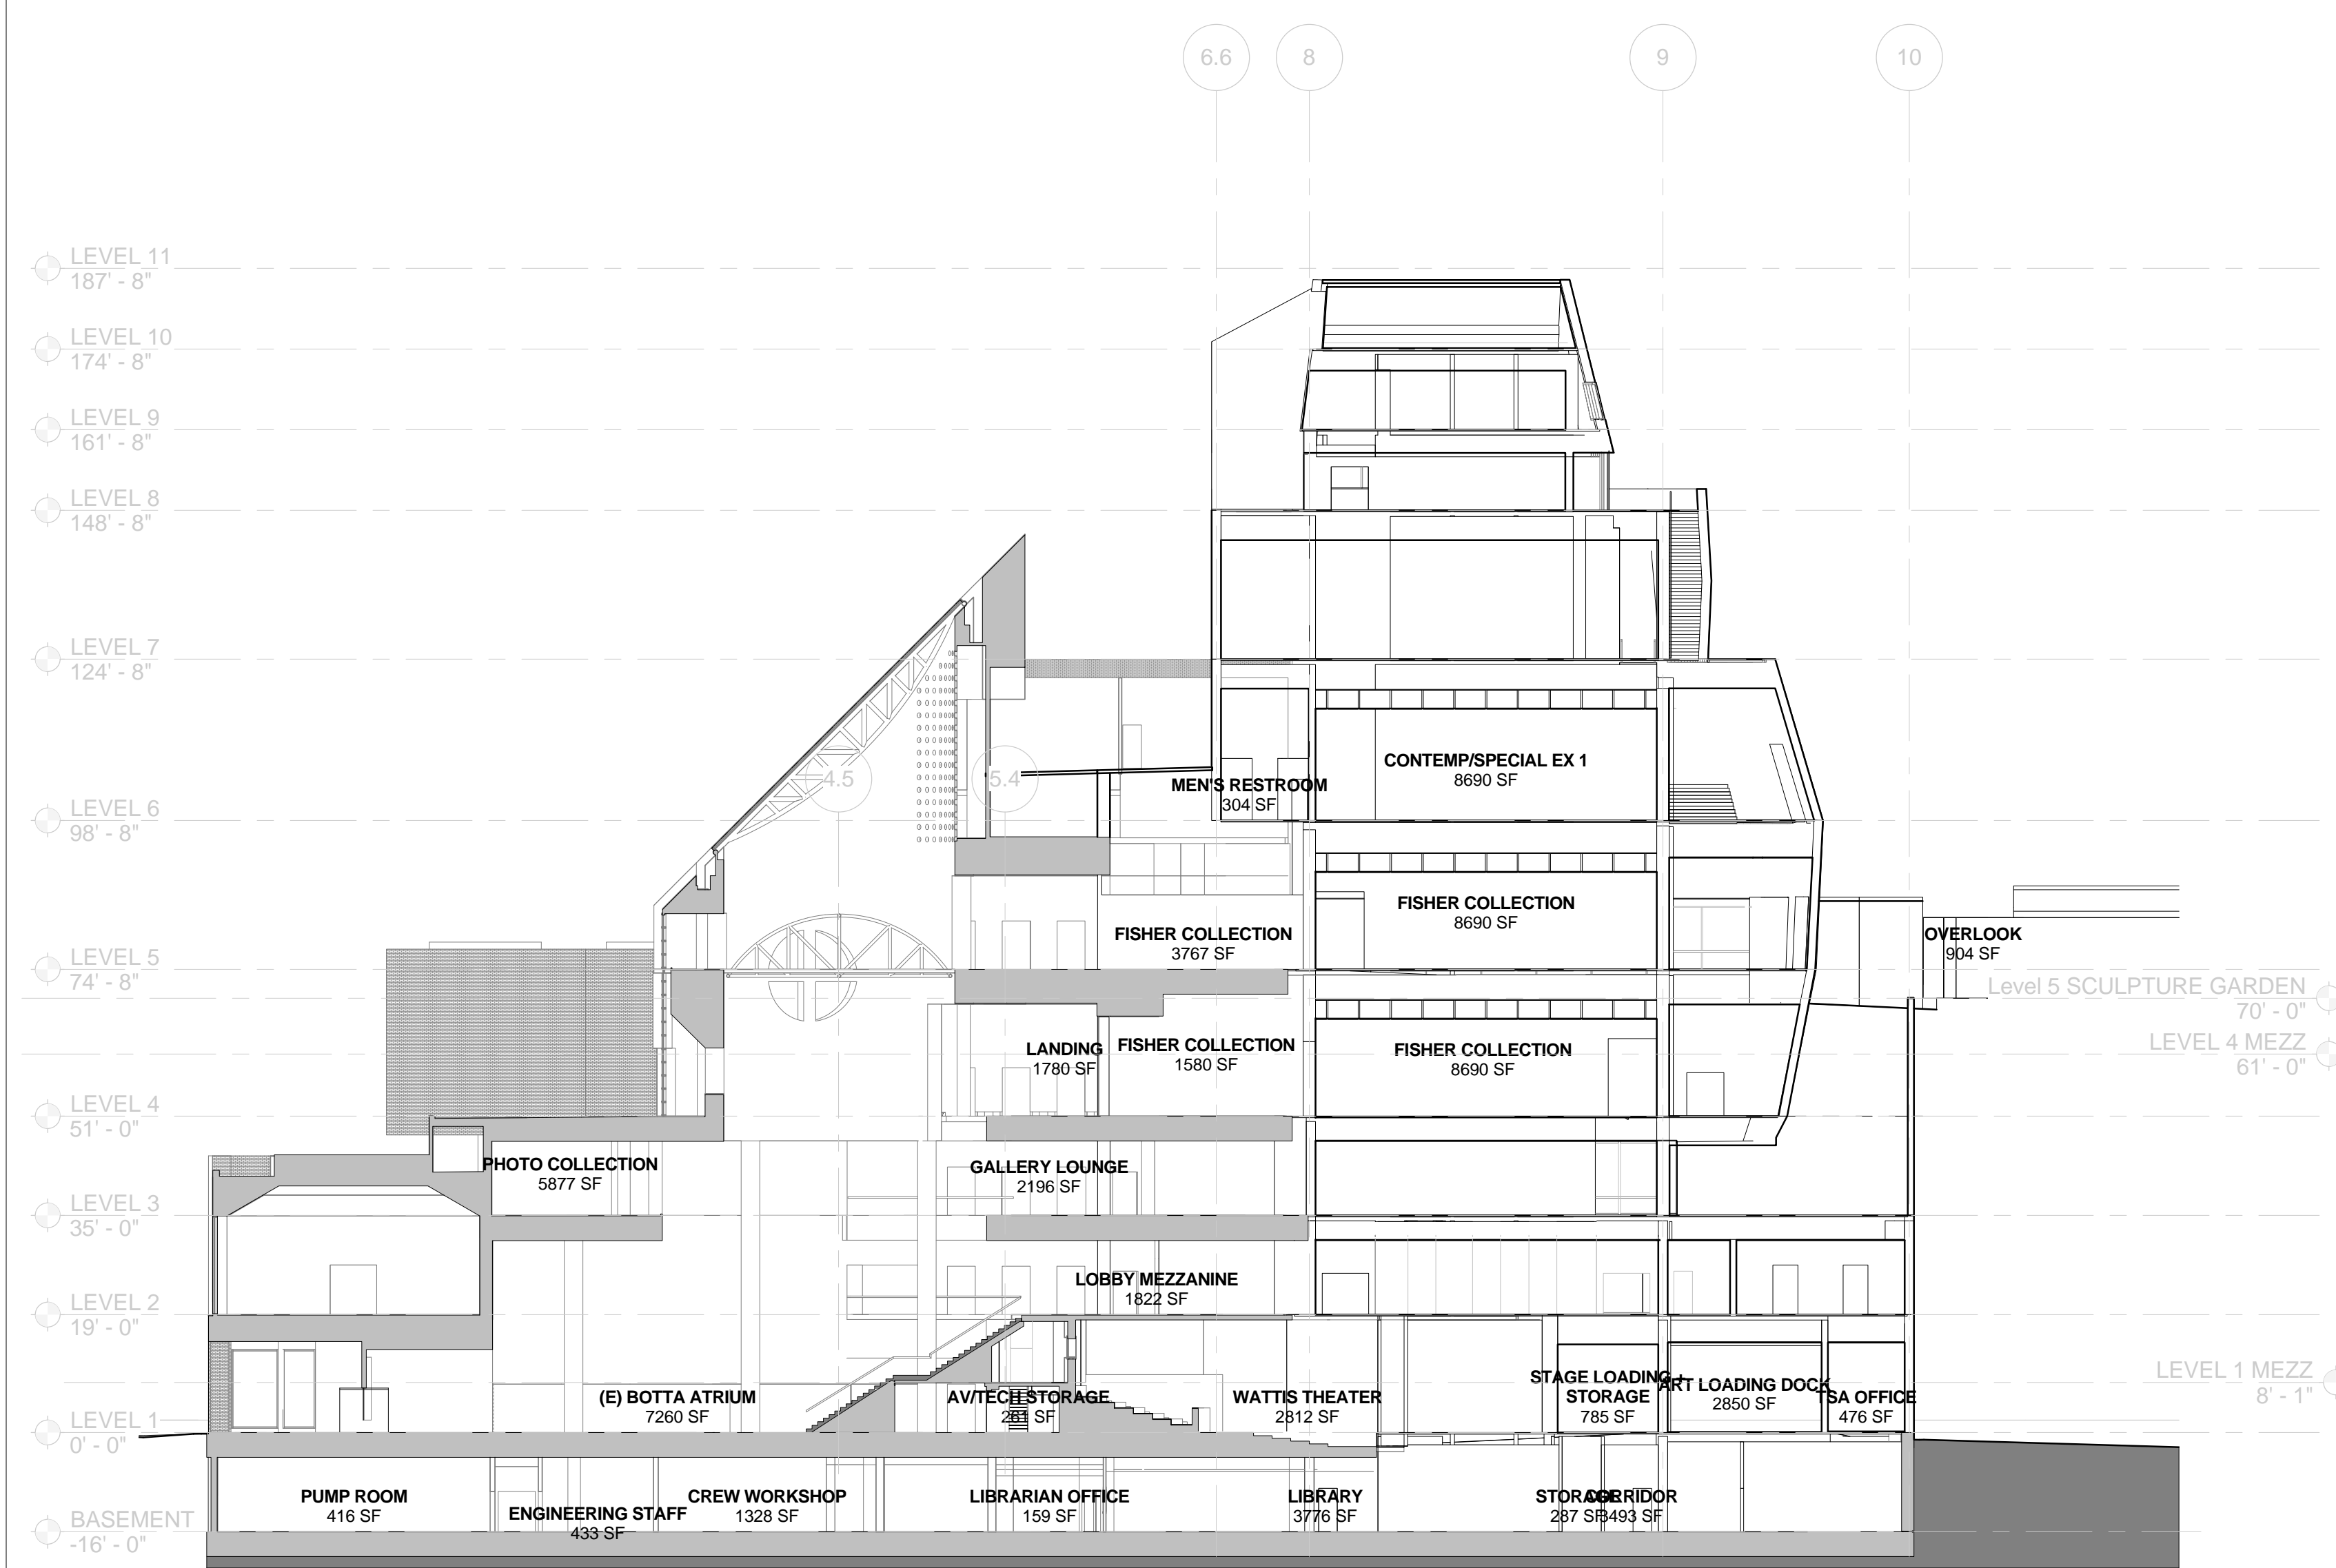 6.6
8
9
10
LEVEL 11
187' - 8"
LEVEL 10
174' - 8"
LEVEL 9
161' - 8"
LEVEL 8
148' - 8"
LEVEL 7
124' - 8"
4.5
5.4
MEN'S RESTROOM
304 SF
CONTEMP/SPECIAL EX 1
8690 SF
LEVEL 6
98' - 8"
FISHER COLLECTION
3767 SF
FISHER COLLECTION
8690 SF
OVERLOOK
904 SF
LEVEL 5
74' - 8"
Level 5 SCULPTURE GARDEN
70' - 0"
LANDING
1780 SF
FISHER COLLECTION
1580 SF
FISHER COLLECTION
8690 SF
LEVEL 4 MEZZ
61' - 0"
LEVEL 4
51' - 0"
PHOTO COLLECTION
5877 SF
GALLERY LOUNGE
2196 SF
LEVEL 3
35' - 0"
LOBBY MEZZANINE
1822 SF
LEVEL 2
19' - 0"
(E) BOTTA ATRIUM
7260 SF
AV/TECH STORAGE
261 SF
WATTIS THEATER
2812 SF
STAGE LOADING +
STORAGE
785 SF
ART LOADING DOCK
2850 SF
TSA OFFICE
476 SF
LEVEL 1 MEZZ
8' - 1"
LEVEL 1
0' - 0"
PUMP ROOM
416 SF
ENGINEERING STAFF
433 SF
CREW WORKSHOP
1328 SF
LIBRARIAN OFFICE
159 SF
LIBRARY
3776 SF
STORAGE
287 SF
CORRIDOR
3493 SF
BASEMENT
-16' - 0"